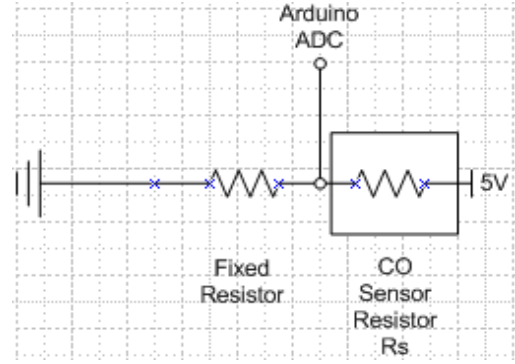 Arduino
ADC
5V
Fixed
Resistor
CO
Sensor
Resistor
Rs